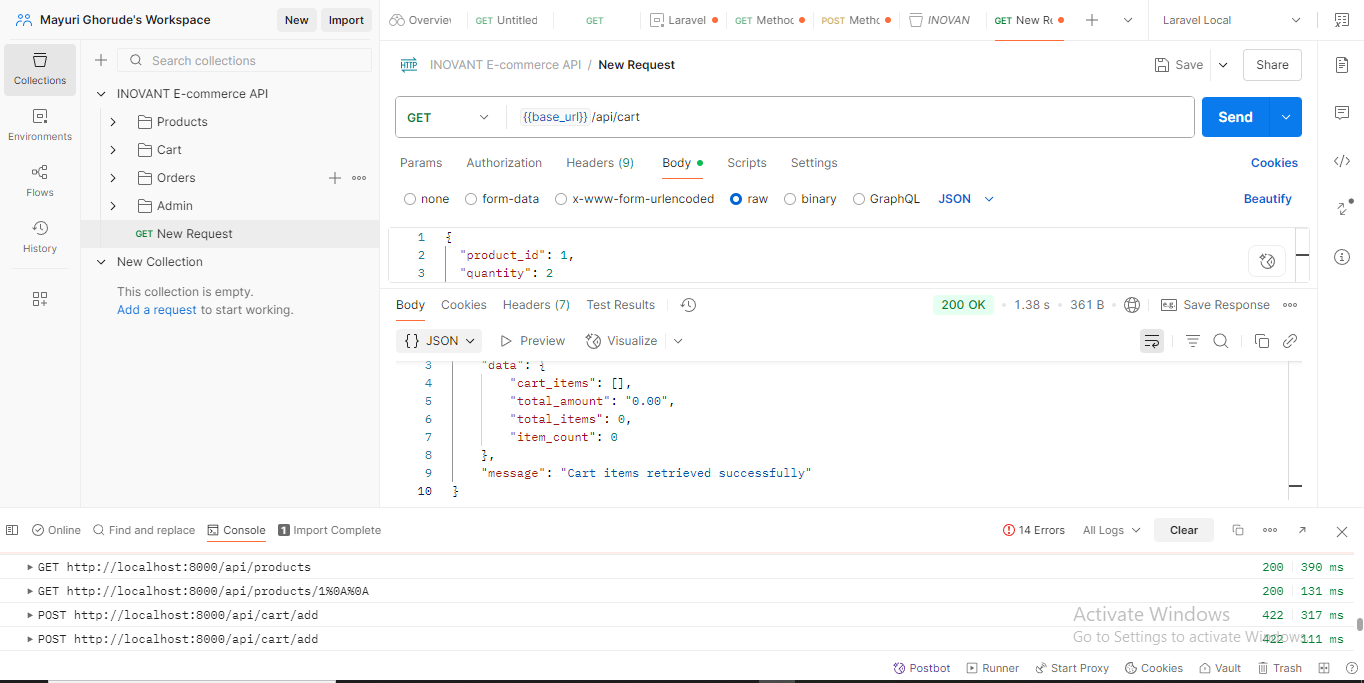 Mayuri Ghorude's Workspace
New
Import
Overview
GET Untitled
GET
Laravel
GET Method
POST Method
INOVAN
GET New Re
Laravel Local
Collections
Environments
Flows
History
Search collections
INOVANT E-commerce API
Products
Cart
Orders
Admin
GET New Request
New Collection
This collection is empty.
Add a request to start working.
HTTP INOVANT E-commerce API / New Request
Save
Share
GET
{{base_url}}/api/cart
Send
Params
Authorization
Headers (9)
Body
Scripts
Settings
Cookies
none
form-data
x-www-form-urlencoded
raw
binary
GraphQL
JSON
Beautify
1 {
2 "product_id": 1,
3 "quantity": 2
Body
Cookies
Headers (7)
Test Results
200 OK
1.38 s
361 B
e.g.
Save Response
{} JSON
Preview
Visualize
3 "data": {
4 "cart_items": [],
5 "total_amount": "0.00",
6 "total_items": 0,
7 "item_count": 0
8 },
9 "message": "Cart items retrieved successfully"
10 }
Online
Find and replace
Console
1 Import Complete
14 Errors
All Logs
Clear
GET http://localhost:8000/api/products 200 390 ms
GET http://localhost:8000/api/products/1%0A%0A 200 131 ms
POST http://localhost:8000/api/cart/add 422 317 ms
POST http://localhost:8000/api/cart/add 422 111 ms
Activate Windows
Go to Settings to activate Windows.
Postbot
Runner
Start Proxy
Cookies
Vault
Trash